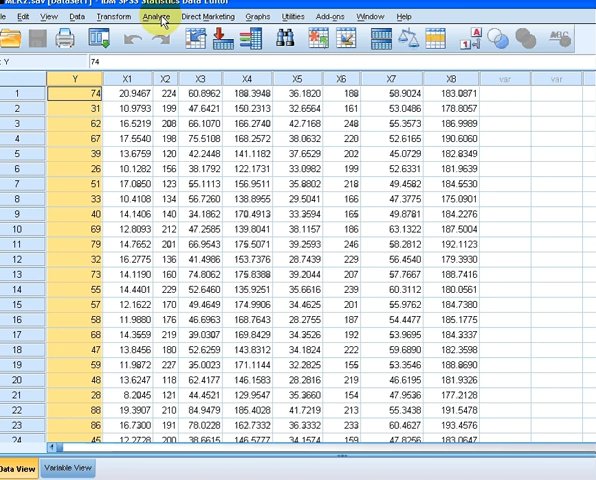 MLR2.sav [DataSet1] - IBM SPSS Statistics Data Editor
Edit View Data Transform Analyze Direct Marketing Graphs Utilities Add-ons Window Help
: Y 74
Y X1 X2 X3 X4 X5 X6 X7 X8 var var
1 74 20.9467 224 60.8962 188.3948 36.1820 188 58.9024 183.0871
2 31 10.9793 199 47.6421 150.2313 32.6564 161 53.0486 178.8057
3 62 16.5219 208 66.1070 166.2740 42.7168 248 55.3573 186.9989
4 67 17.5540 198 75.5108 168.2572 38.0632 220 52.6165 190.6060
5 39 13.6759 120 42.2448 141.1182 37.6529 202 45.0729 182.8349
6 26 10.1282 156 38.1792 122.1731 33.0982 199 52.6331 181.9639
7 51 17.0850 123 55.1113 156.9511 35.8802 218 49.4582 184.5530
8 33 10.4108 134 56.7260 138.8955 29.5041 166 47.3775 175.0901
9 40 14.1406 140 34.1862 170.4913 33.3594 165 49.8781 184.2276
10 69 12.8093 212 47.2585 139.8041 38.1157 186 63.1322 187.5004
11 79 14.7652 201 66.9543 175.5071 39.2593 246 58.2812 192.1123
12 32 16.2775 136 41.4986 153.7376 28.7439 229 56.4540 179.3930
13 73 14.1190 160 74.8062 175.8388 39.2044 207 57.7667 188.7416
14 55 14.4401 229 52.6460 135.9251 35.6616 239 60.3112 180.0561
15 57 12.1622 170 49.4649 174.9906 34.4625 201 55.9762 184.7380
16 58 11.9880 176 46.6963 168.7643 28.2755 187 54.4477 185.1775
17 68 14.3559 219 39.0307 169.8429 34.3526 192 53.9695 184.3337
18 47 13.8456 180 52.6259 143.8312 34.1824 222 59.6890 182.3598
19 59 11.9872 227 35.0023 171.1144 32.2825 155 53.3546 188.8690
20 48 13.6247 118 62.4177 146.1583 28.2816 219 46.6195 181.9326
21 28 8.2045 121 44.4521 129.9547 35.3660 154 47.9536 177.2128
22 88 19.3907 210 84.9479 185.4028 41.7219 213 55.3438 191.5478
23 86 16.7300 191 78.0228 162.7332 36.3332 233 60.4627 193.4576
24 45 12.2728 200 38.6615 146.5777 34.1574 159 47.8256 183.0647
Data View Variable View